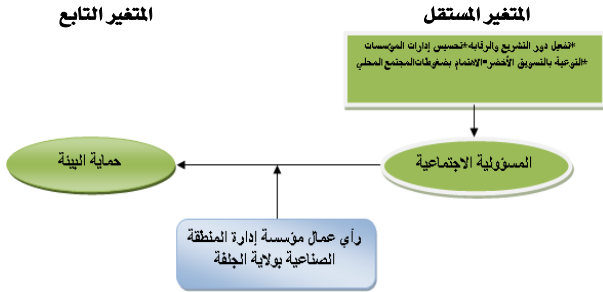 المتغير المستقل
المتغير التابع
*تفعيل دور التشريع والرقابة*تحسيس إدارات المؤسسات
*التوعية بالتسويق الأخضر*الاهتمام بضغوطات المجتمع المحلي
المسؤولية الاجتماعية
حماية البيئة
رأي عمال مؤسسة إدارة المنطقة
الصناعية بولاية الجلفة